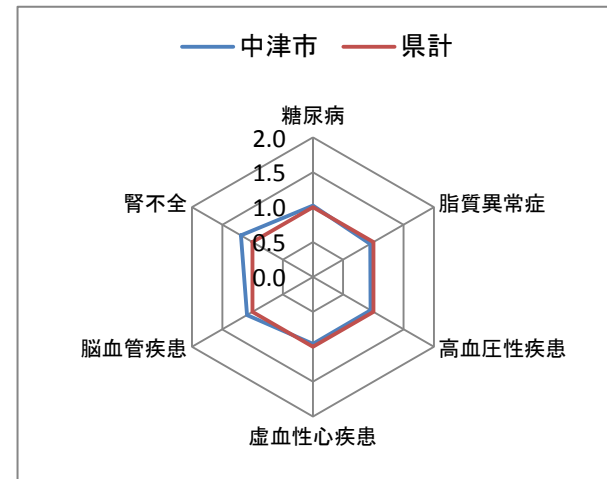 中津市 県計
糖尿病
2.0
1.5
腎不全 1.0 脂質異常症
0.5
0.0
脳血管疾患 高血圧性疾患
虚血性心疾患